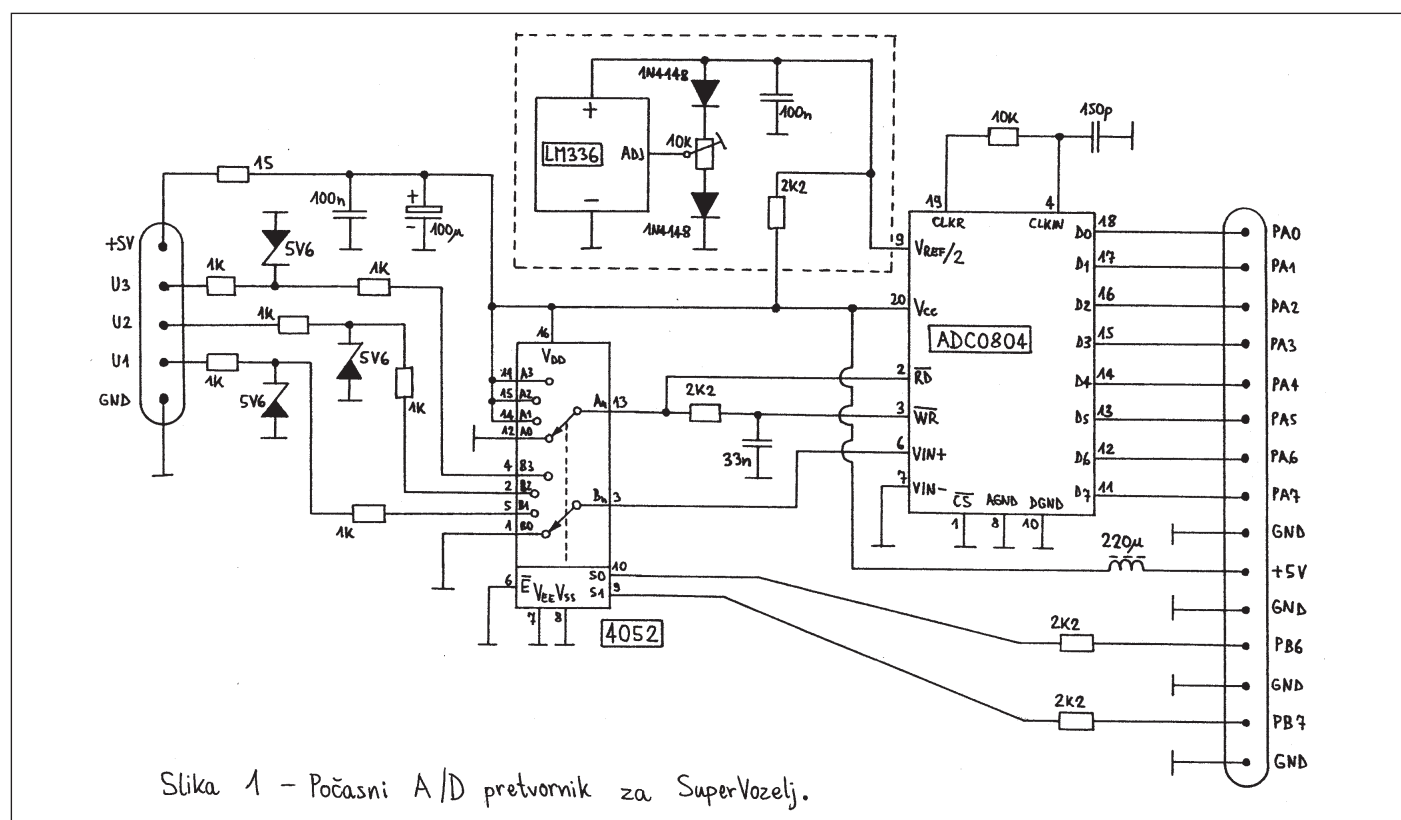 1N4148
100n
+
LM336
ADJ
10K
-
1N4148
2K2
10K
150p
15
100n
+
-
100µ
+5V
U3
U2
U1
GND
1K
5V6
1K
1K
5V6
1K
1K
5V6
1K
16
VDD
11 A3
15 A2
14 A1
12 A0
4 B3
2 B2
5 B1
1 B0
An 13
Bn 3
6 E
VEE VSS
7 8
S0 10
S1 9
4052
2K2
33n
19 4
CLKR CLKIN
9 VREF/2
20 Vcc
ADC0804
2 RD
3 WR
6 VIN+
7 VIN-
CS AGND DGND
1 8 10
D0 18
D1 17
D2 16
D3 15
D4 14
D5 13
D6 12
D7 11
PA0
PA1
PA2
PA3
PA4
PA5
PA6
PA7
GND
220µ
+5V
GND
2K2
PB6
GND
2K2
PB7
GND
Slika 1 - Počasni A/D pretvornik za SuperVozelj.